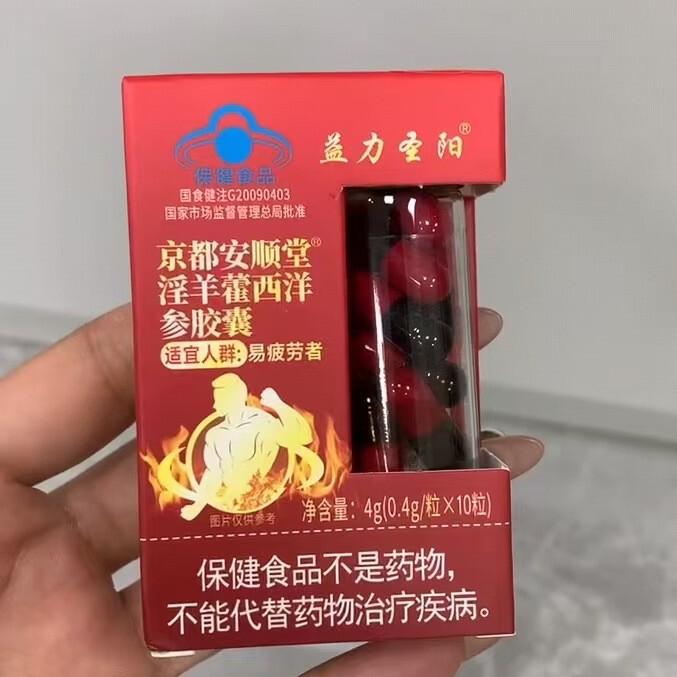 保健食品
国食健注G20090403
国家市场监督管理总局批准
益力圣阳®
京都安顺堂®
淫羊藿西洋
参胶囊
适宜人群:易疲劳者
图片仅供参考
净含量: 4g(0.4g/粒×10粒)
保健食品不是药物,
不能代替药物治疗疾病。